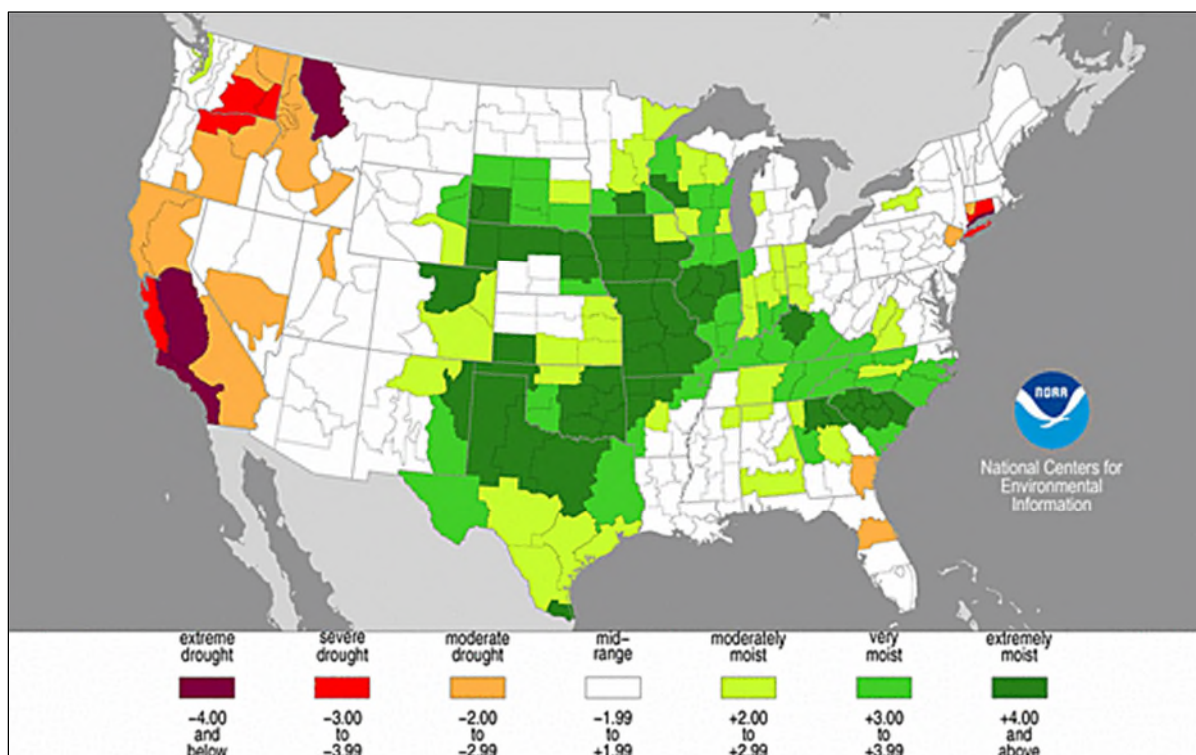 NOAA
National Centers for
Environmental
Information
extreme severe moderate mid– moderately very extremely
drought drought drought range moist moist moist
–4.00 –3.00 –2.00 –1.99 +2.00 +3.00 +4.00
and to to to to to and
below –3.99 –2.99 +1.99 +2.99 +3.99 above